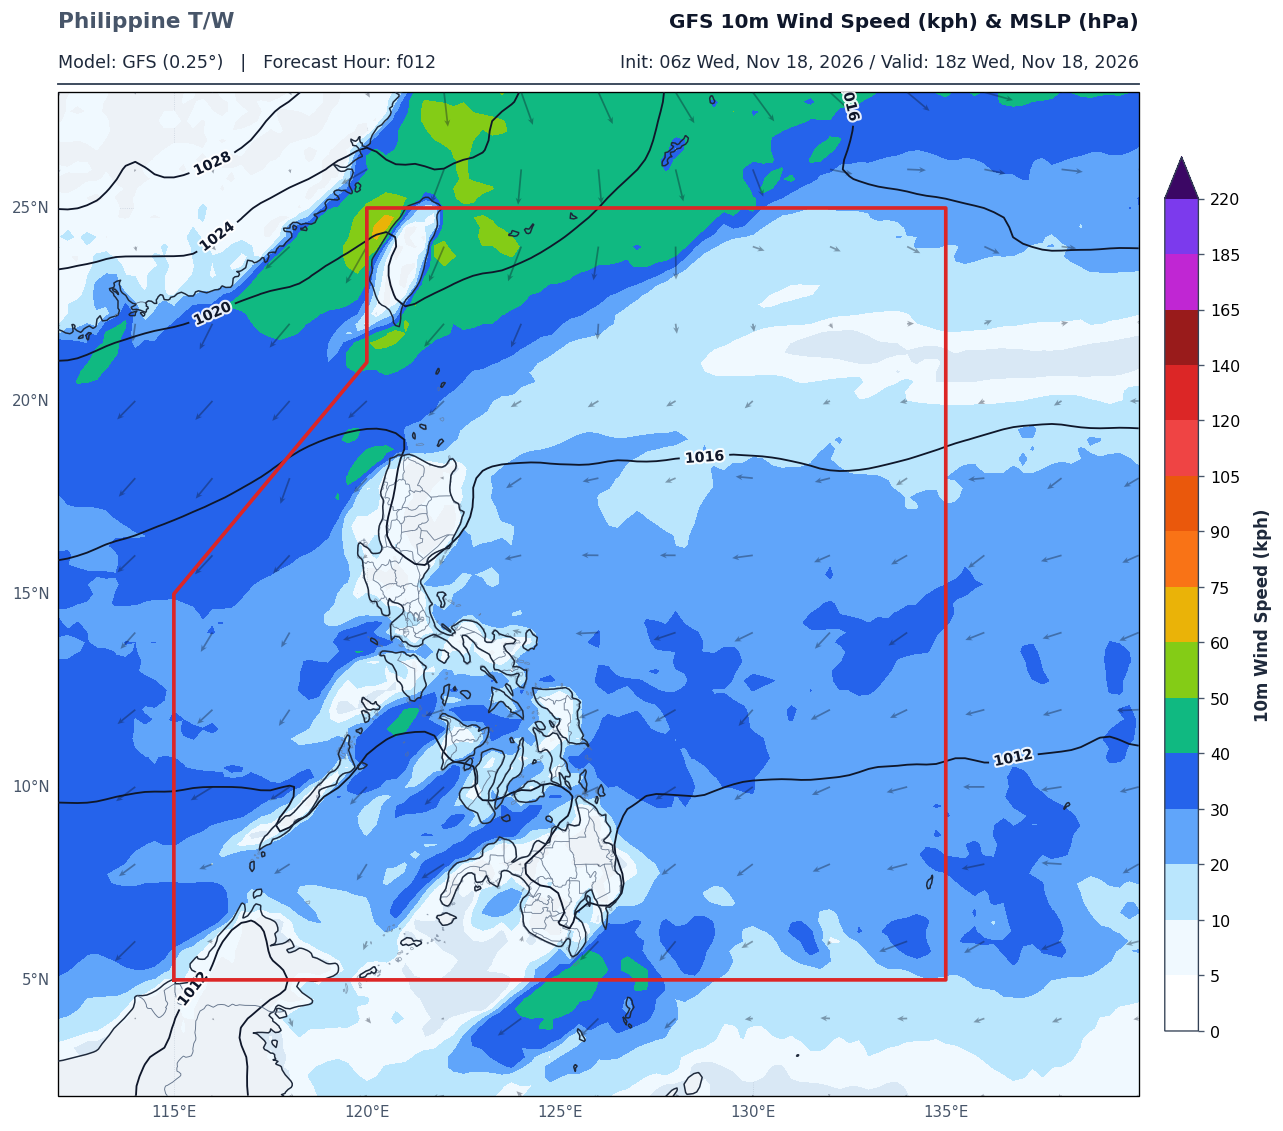 Philippine T/W
GFS 10m Wind Speed (kph) & MSLP (hPa)
Model: GFS (0.25°) | Forecast Hour: f012
Init: 06z Wed, Nov 18, 2026 / Valid: 18z Wed, Nov 18, 2026
25°N
20°N
15°N
10°N
5°N
115°E
120°E
125°E
130°E
135°E
1028
1024
1020
016
1016
1012
1012
220
185
165
140
120
105
90
75
60
50
40
30
20
10
5
0
10m Wind Speed (kph)